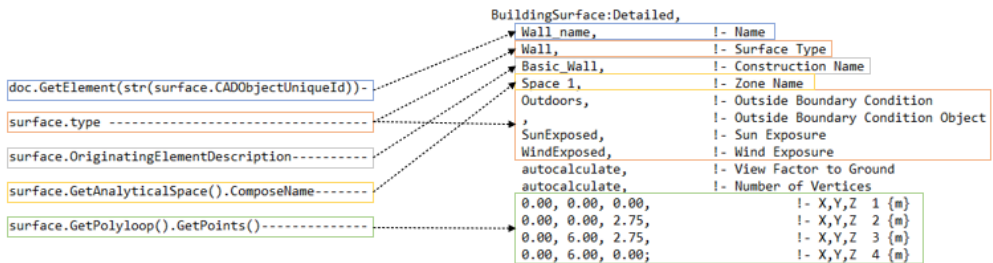 BuildingSurface:Detailed,
Wall_name, !- Name
Wall, !- Surface Type
Basic_Wall, !- Construction Name
Space 1, !- Zone Name
Outdoors, !- Outside Boundary Condition
, !- Outside Boundary Condition Object
SunExposed, !- Sun Exposure
WindExposed, !- Wind Exposure
autocalculate, !- View Factor to Ground
autocalculate, !- Number of Vertices
0.00, 0.00, 0.00, !- X,Y,Z 1 {m}
0.00, 0.00, 2.75, !- X,Y,Z 2 {m}
0.00, 6.00, 2.75, !- X,Y,Z 3 {m}
0.00, 6.00, 0.00; !- X,Y,Z 4 {m}
doc.GetElement(str(surface.CADObjectUniqueId))-
surface.type --------------------------
surface.OriginatingElementDescription-----------
surface.GetAnalyticalSpace().ComposeName-------
surface.GetPolyloop().GetPoints()---------------